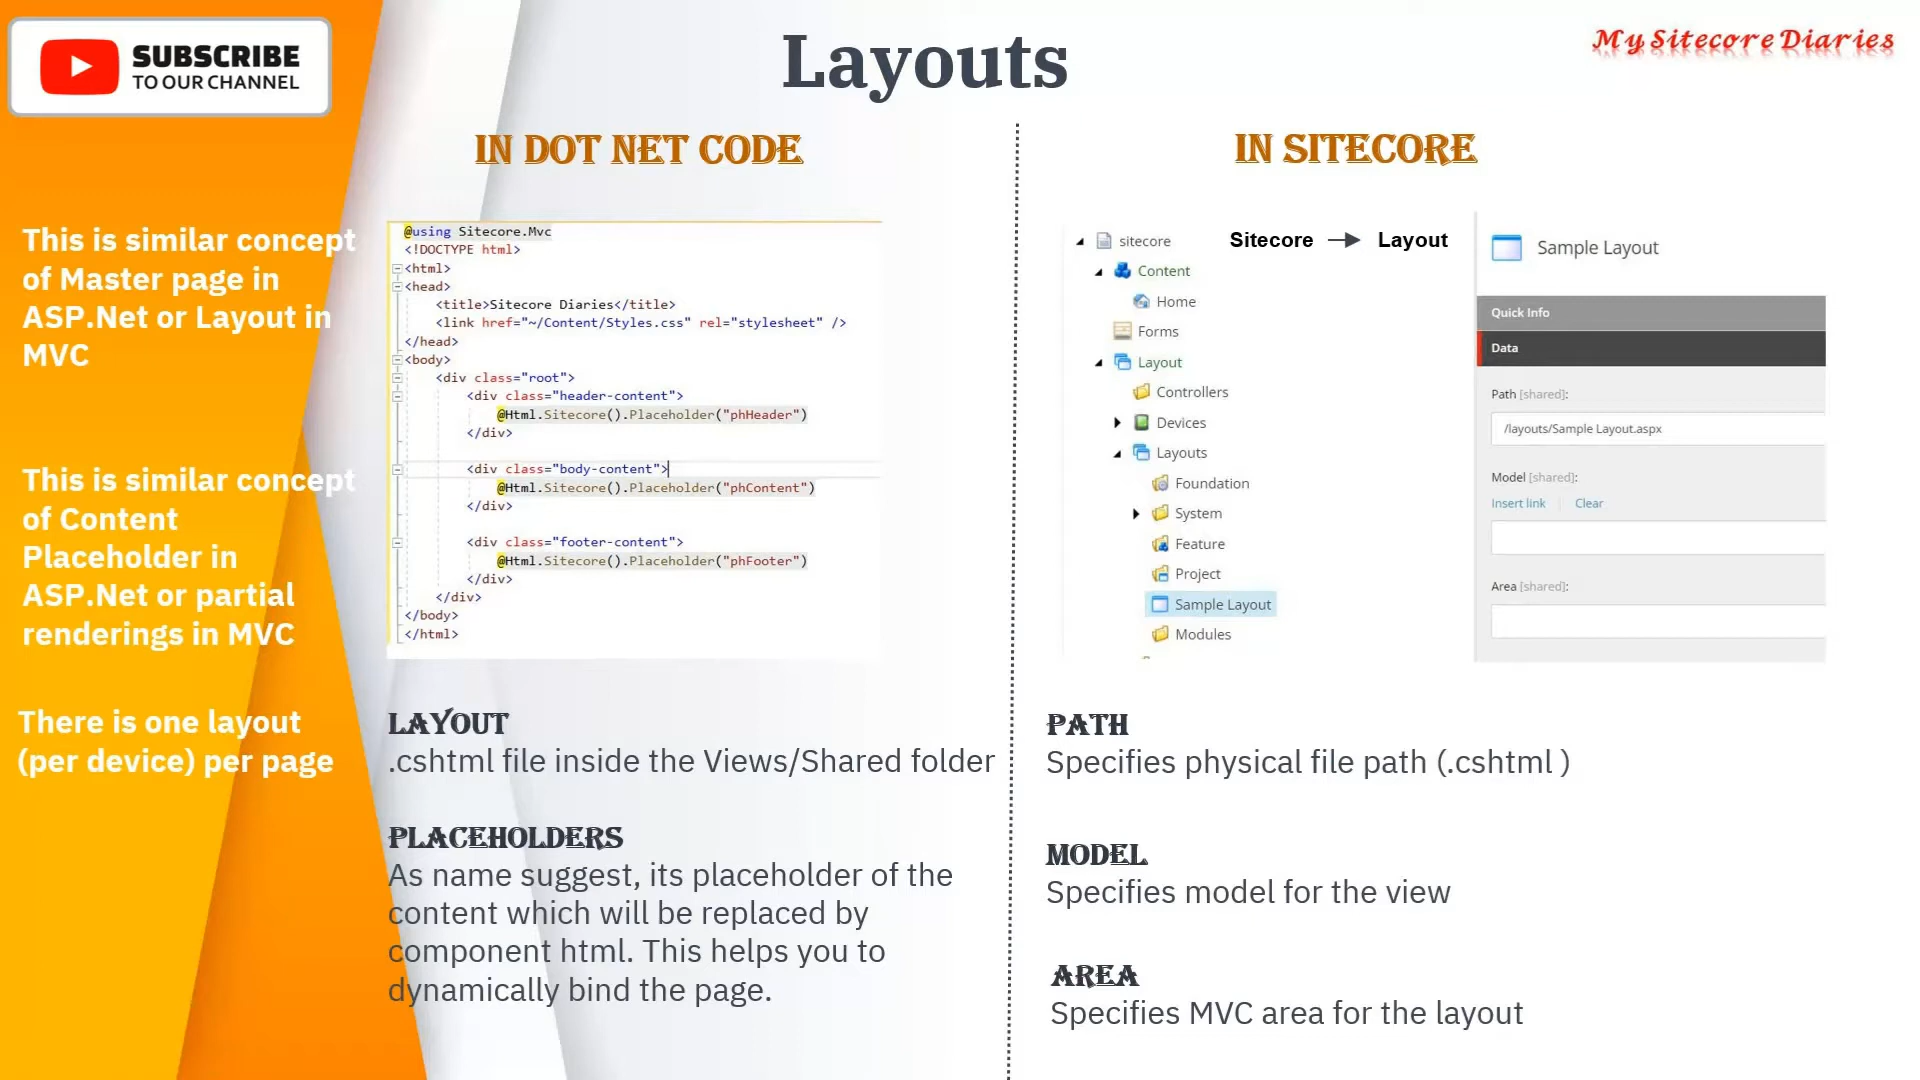 SUBSCRIBE
TO OUR CHANNEL
Layouts
My Sitecore Diaries
This is similar concept
of Master page in
ASP.Net or Layout in
MVC
This is similar concept
of Content
Placeholder in
ASP.Net or partial
renderings in MVC
There is one layout
(per device) per page
IN DOT NET CODE
@using Sitecore.Mvc
<!DOCTYPE html>
<html>
<head>
<title>Sitecore Diaries</title>
<link href="~/Content/Styles.css" rel="stylesheet" />
</head>
<body>
<div class="root">
<div class="header-content">
@Html.Sitecore().Placeholder("phHeader")
</div>
<div class="body-content">
@Html.Sitecore().Placeholder("phContent")
</div>
<div class="footer-content">
@Html.Sitecore().Placeholder("phFooter")
</div>
</div>
</body>
</html>
LAYOUT
.cshtml file inside the Views/Shared folder
PLACEHOLDERS
As name suggest, its placeholder of the
content which will be replaced by
component html. This helps you to
dynamically bind the page.
IN SITECORE
Sitecore → Layout
sitecore
Content
Home
Forms
Layout
Controllers
Devices
Layouts
Foundation
System
Feature
Project
Sample Layout
Modules
Sample Layout
Quick Info
Data
Path [shared]:
/layouts/Sample Layout.aspx
Model [shared]:
Insert link Clear
Area [shared]:
PATH
Specifies physical file path (.cshtml )
MODEL
Specifies model for the view
AREA
Specifies MVC area for the layout